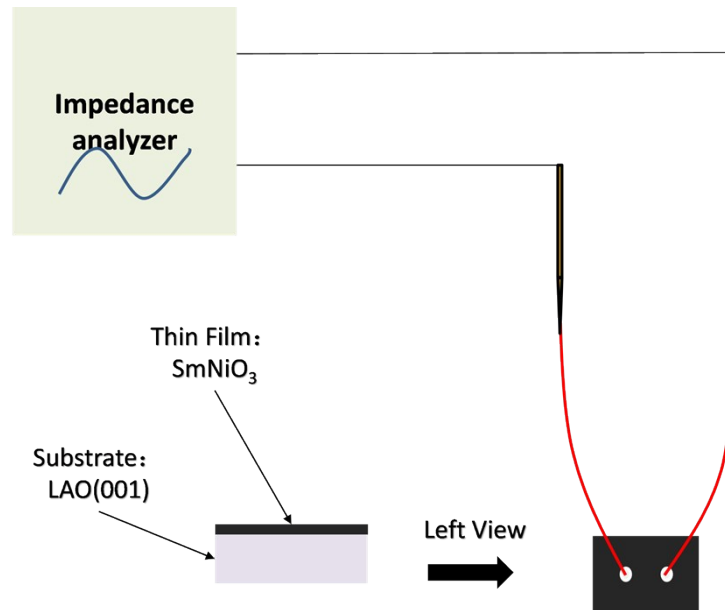 Impedance
analyzer
Thin Film：
SmNiO₃
Substrate：
LAO(001)
Left View